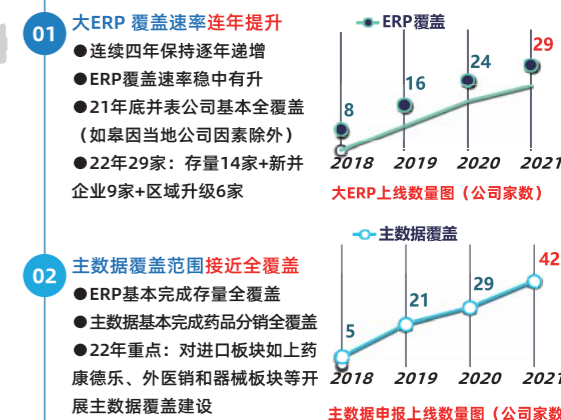 01
大ERP 覆盖速率连年提升
●连续四年保持逐年递增
●ERP覆盖速率稳中有升
●21年底并表公司基本全覆盖
（如皋因当地公司因素除外）
●22年29家：存量14家+新并
企业9家+区域升级6家
ERP覆盖
8
16
24
29
2018 2019 2020 2021
大ERP上线数量图（公司家数）
02
主数据覆盖范围接近全覆盖
●ERP基本完成存量全覆盖
●主数据基本完成药品分销全覆盖
●22年重点：对进口板块如上药
康德乐、外医销和器械板块等开
展主数据覆盖建设
主数据覆盖
5
21
29
42
2018 2019 2020 2021
主数据申报上线数量图（公司家数